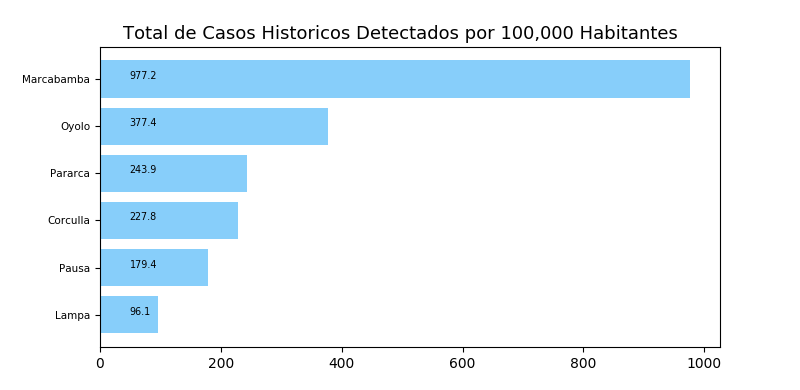 Total de Casos Historicos Detectados por 100,000 Habitantes
Marcabamba 977.2
Oyolo 377.4
Pararca 243.9
Corculla 227.8
Pausa 179.4
Lampa 96.1
0 200 400 600 800 1000